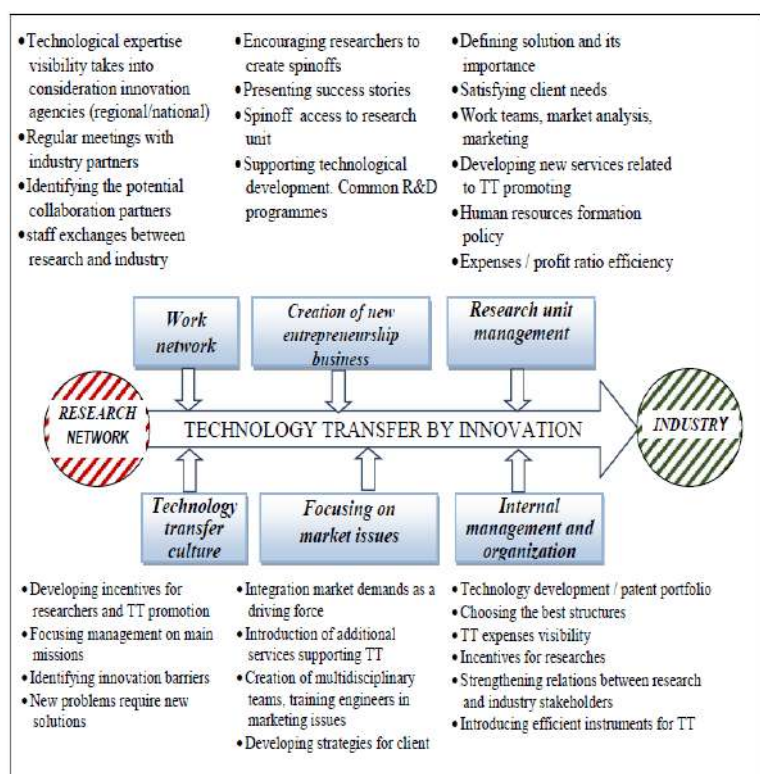 • Technological expertise
visibility takes into
consideration innovation
agencies (regional/national)
• Regular meetings with
industry partners
• Identifying the potential
collaboration partners
• staff exchanges between
research and industry
• Encouraging researchers to
create spinoffs
• Presenting success stories
• Spinoff access to research
unit
• Supporting technological
development. Common R&D
programmes
• Defining solution and its
importance
• Satisfying client needs
• Work teams, market analysis,
marketing
• Developing new services related
to TT promoting
• Human resources formation
policy
• Expenses / profit ratio efficiency
Work
network
Creation of new
entrepreneurship
business
Research unit
management
RESEARCH
NETWORK
TECHNOLOGY TRANSFER BY INNOVATION
INDUSTRY
Technology
transfer
culture
Focusing on
market issues
Internal
management and
organization
• Developing incentives for
researchers and TT promotion
• Focusing management on main
missions
• Identifying innovation barriers
• New problems require new
solutions
• Integration market demands as a
driving force
• Introduction of additional
services supporting TT
• Creation of multidisciplinary
teams, training engineers in
marketing issues
• Developing strategies for client
• Technology development / patent portfolio
• Choosing the best structures
• TT expenses visibility
• Incentives for researches
• Strengthening relations between research
and industry stakeholders
• Introducing efficient instruments for TT